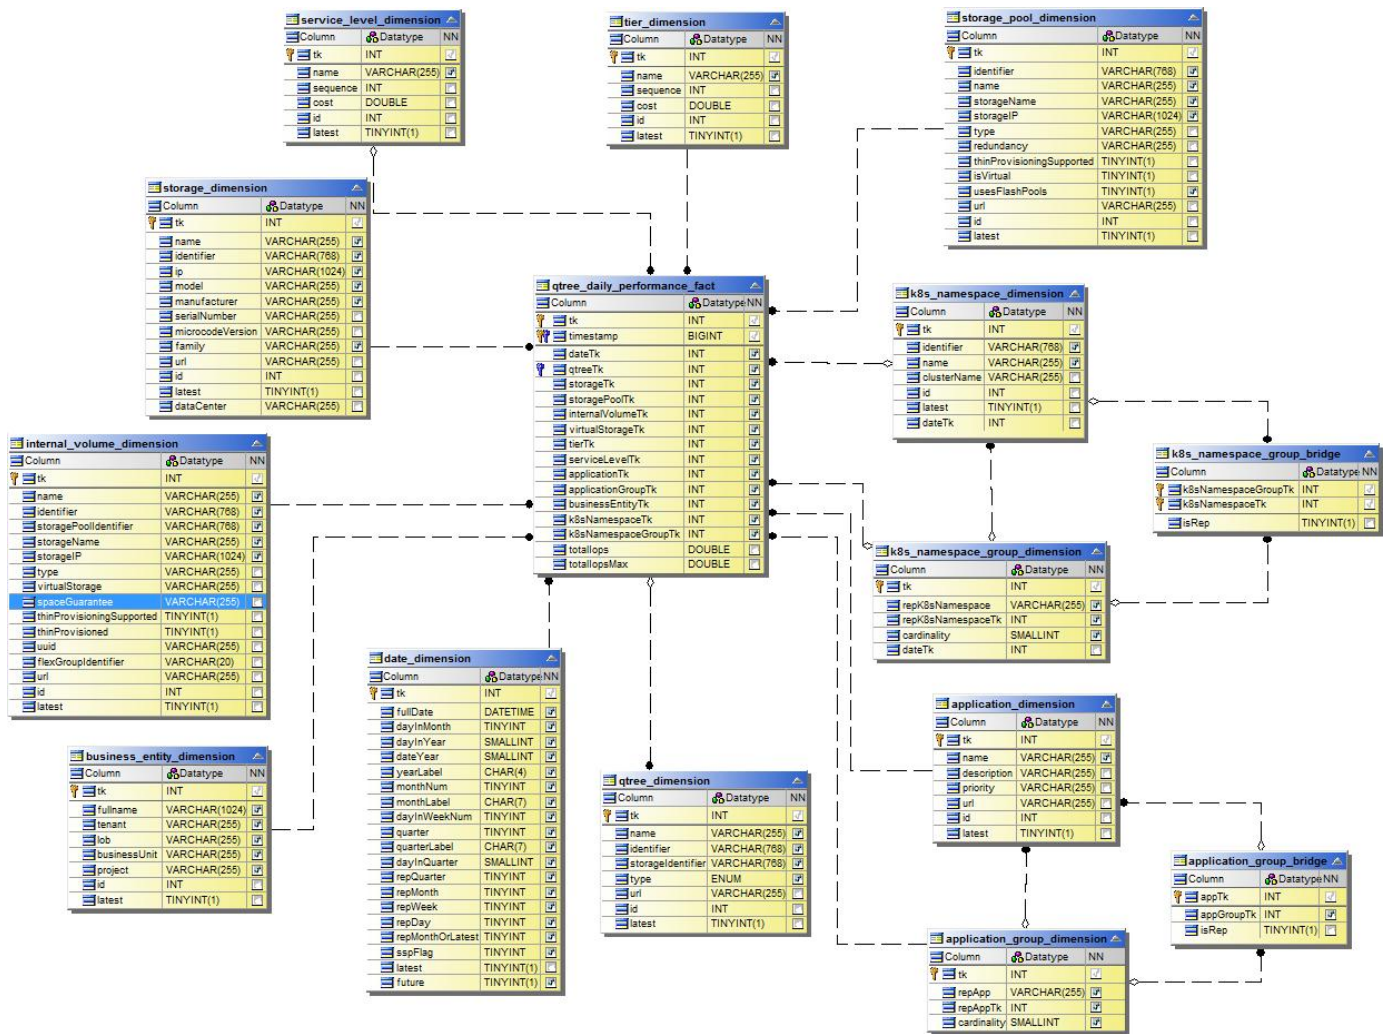 service_level_dimension
Column Datatype NN
tk INT
name VARCHAR(255)
sequence INT
cost DOUBLE
id INT
latest TINYINT(1)
tier_dimension
Column Datatype NN
tk INT
name VARCHAR(255)
sequence INT
cost DOUBLE
id INT
latest TINYINT(1)
storage_pool_dimension
Column Datatype NN
tk INT
identifier VARCHAR(768)
name VARCHAR(255)
storageName VARCHAR(255)
storageIP VARCHAR(1024)
type VARCHAR(255)
redundancy VARCHAR(255)
thinProvisioningSupported TINYINT(1)
isVirtual TINYINT(1)
usesFlashPools TINYINT(1)
url VARCHAR(255)
id INT
latest TINYINT(1)
storage_dimension
Column Datatype NN
tk INT
name VARCHAR(255)
identifier VARCHAR(768)
ip VARCHAR(1024)
model VARCHAR(255)
manufacturer VARCHAR(255)
serialNumber VARCHAR(255)
microcodeVersion VARCHAR(255)
family VARCHAR(255)
url VARCHAR(255)
id INT
latest TINYINT(1)
dataCenter VARCHAR(255)
qtree_daily_performance_fact
Column Datatype NN
tk INT
timestamp BIGINT
dateTk INT
qtreeTk INT
storageTk INT
storagePoolTk INT
internalVolumeTk INT
virtualStorageTk INT
tierTk INT
serviceLevelTk INT
applicationTk INT
applicationGroupTk INT
businessEntityTk INT
k8sNamespaceTk INT
k8sNamespaceGroupTk INT
totalIops DOUBLE
totalIopsMax DOUBLE
k8s_namespace_dimension
Column Datatype NN
tk INT
identifier VARCHAR(768)
name VARCHAR(255)
clusterName VARCHAR(255)
id INT
latest TINYINT(1)
dateTk INT
k8s_namespace_group_bridge
Column Datatype NN
k8sNamespaceGroupTk INT
k8sNamespaceTk INT
isRep TINYINT(1)
internal_volume_dimension
Column Datatype NN
tk INT
name VARCHAR(255)
identifier VARCHAR(768)
storagePoolIdentifier VARCHAR(768)
storageName VARCHAR(255)
storageIP VARCHAR(1024)
type VARCHAR(255)
virtualStorage VARCHAR(255)
spaceGuarantee VARCHAR(255)
thinProvisioningSupported TINYINT(1)
thinProvisioned TINYINT(1)
uuid VARCHAR(255)
flexGroupIdentifier VARCHAR(20)
url VARCHAR(255)
id INT
latest TINYINT(1)
k8s_namespace_group_dimension
Column Datatype NN
tk INT
repK8sNamespace VARCHAR(255)
repK8sNamespaceTk INT
cardinality SMALLINT
dateTk INT
date_dimension
Column Datatype NN
tk INT
fullDate DATETIME
dayInMonth TINYINT
dayInYear SMALLINT
dateYear SMALLINT
yearLabel CHAR(4)
monthNum TINYINT
monthLabel CHAR(7)
dayInWeekNum TINYINT
quarter TINYINT
quarterLabel CHAR(7)
dayInQuarter SMALLINT
repQuarter TINYINT
repMonth TINYINT
repWeek TINYINT
repDay TINYINT
repMonthOrLatest TINYINT
sspFlag TINYINT
latest TINYINT(1)
future TINYINT(1)
business_entity_dimension
Column Datatype NN
tk INT
fullname VARCHAR(1024)
tenant VARCHAR(255)
lob VARCHAR(255)
businessUnit VARCHAR(255)
project VARCHAR(255)
id INT
latest TINYINT(1)
qtree_dimension
Column Datatype NN
tk INT
name VARCHAR(255)
identifier VARCHAR(768)
storageIdentifier VARCHAR(768)
type ENUM
url VARCHAR(255)
id INT
latest TINYINT(1)
application_dimension
Column Datatype NN
tk INT
name VARCHAR(255)
description VARCHAR(255)
priority VARCHAR(255)
url VARCHAR(255)
id INT
latest TINYINT(1)
application_group_bridge
Column Datatype NN
appTk INT
appGroupTk INT
isRep TINYINT(1)
application_group_dimension
Column Datatype NN
tk INT
repApp VARCHAR(255)
repAppTk INT
cardinality SMALLINT